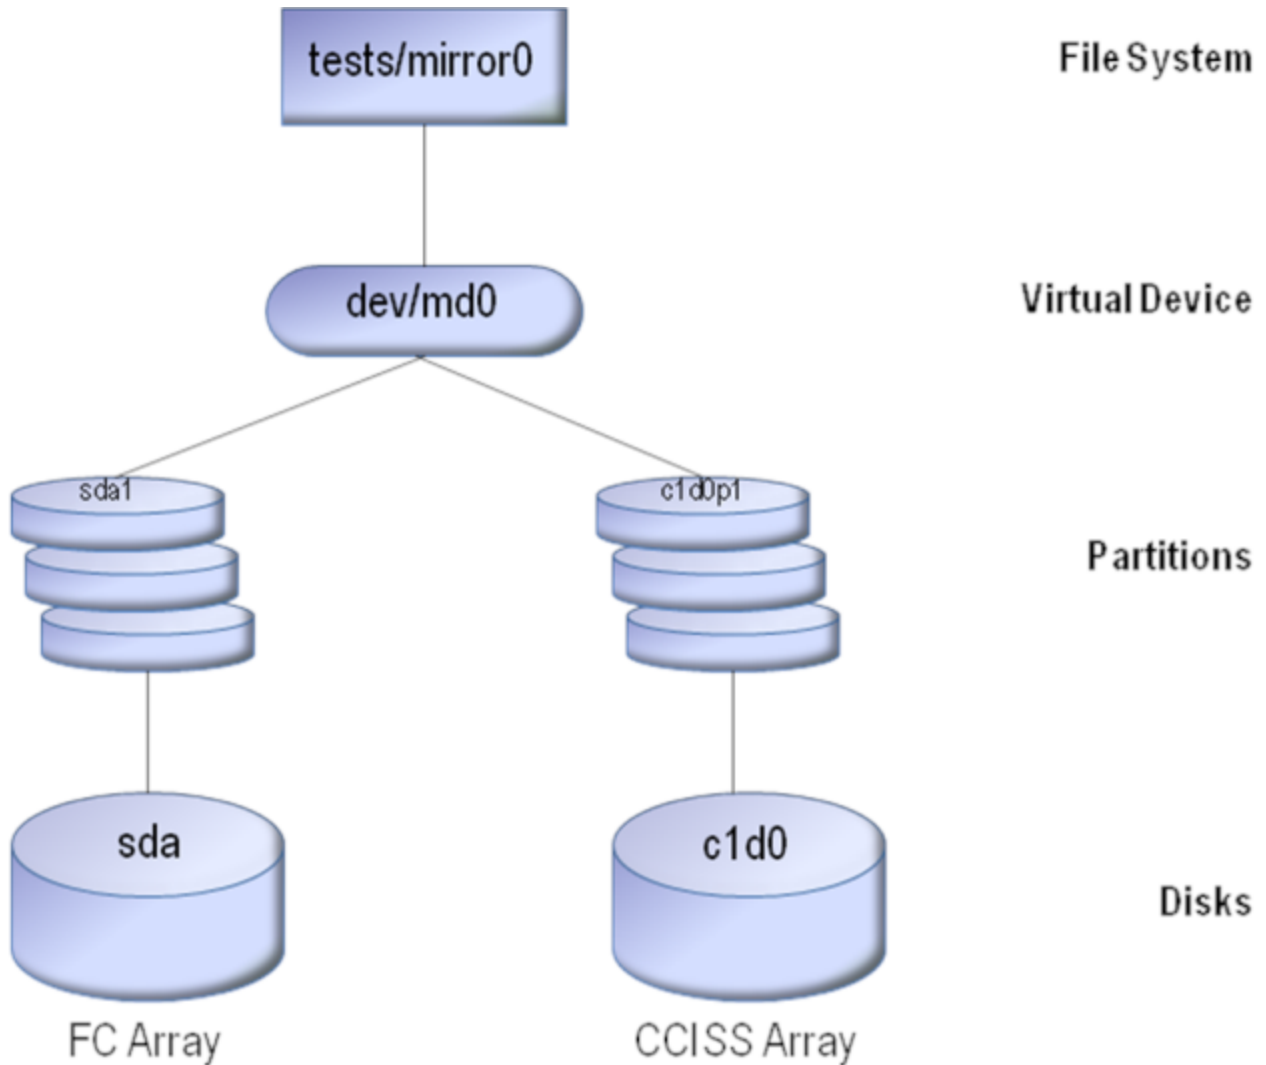 tests/mirror0
File System
dev/md0
Virtual Device
sda1
c1d0p1
Partitions
sda
c1d0
Disks
FC Array
CCISS Array